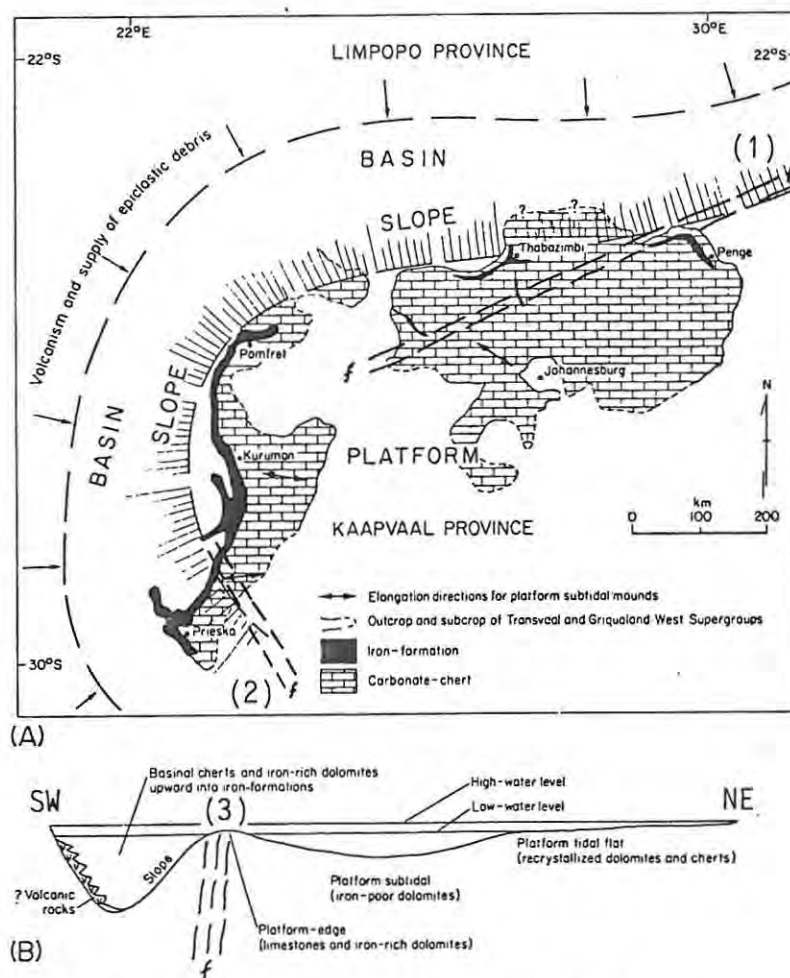 22°E
30°E
22°S
22°S
LIMPOPO PROVINCE
BASIN
(1)
Volcanism and supply of epiclastic debris
SLOPE
? ?
Thabazimbi
Penge
f
Pomfret
f
Johannesburg
N
BASIN
SLOPE
Kuruman
PLATFORM
km
0 100 200
KAAPVAAL PROVINCE
Elongation directions for platform subtidal mounds
Outcrop and subcrop of Transvaal and Griqualand West Supergroups
Iron-formation
Carbonate-chert
Prieska
30°S
(2)
f
(A)
Basinal cherts and iron-rich dolomites
upward into iron-formations
High-water level
Low-water level
SW
(3)
NE
Slope
Platform tidal flat
(recrystallized dolomites and cherts)
Platform subtidal
(iron-poor dolomites)
? Volcanic
rocks
Platform-edge
(limestones and iron-rich dolomites)
f
(B)